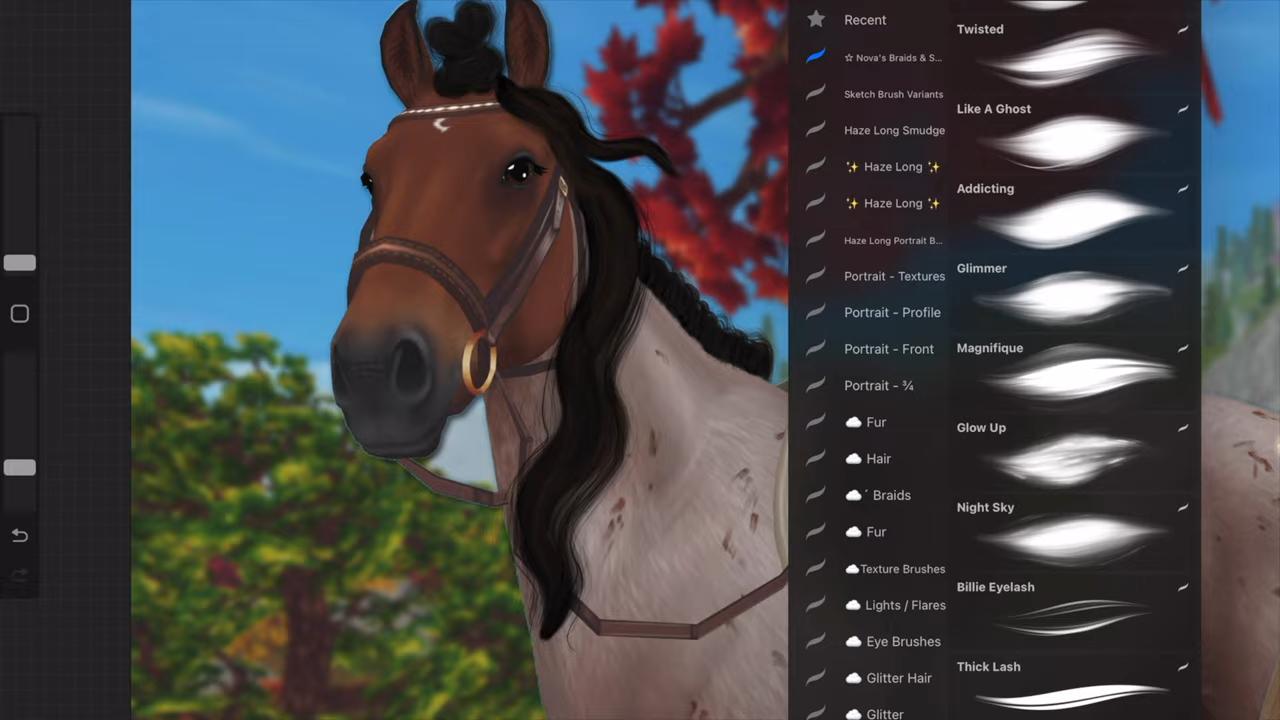 Recent
☆ Nova's Braids & S...
Sketch Brush Variants
Haze Long Smudge
✨ Haze Long ✨
✨ Haze Long ✨
Haze Long Portrait B...
Portrait - Textures
Portrait - Profile
Portrait - Front
Portrait - ¾
☁️ Fur
☁️ Hair
☁️´ Braids
☁️ Fur
☁️Texture Brushes
☁️ Lights / Flares
☁️ Eye Brushes
☁️ Glitter Hair
☁️ Glitter
Twisted
Like A Ghost
Addicting
Glimmer
Magnifique
Glow Up
Night Sky
Billie Eyelash
Thick Lash